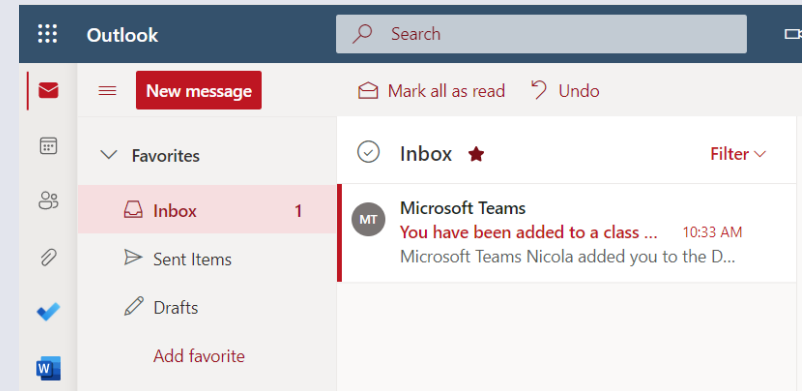 Outlook
Search
New message
Mark all as read
Undo
Favorites
Inbox
Filter
Inbox 1
MT
Microsoft Teams
You have been added to a class ... 10:33 AM
Microsoft Teams Nicola added you to the D...
Sent Items
Drafts
Add favorite
W